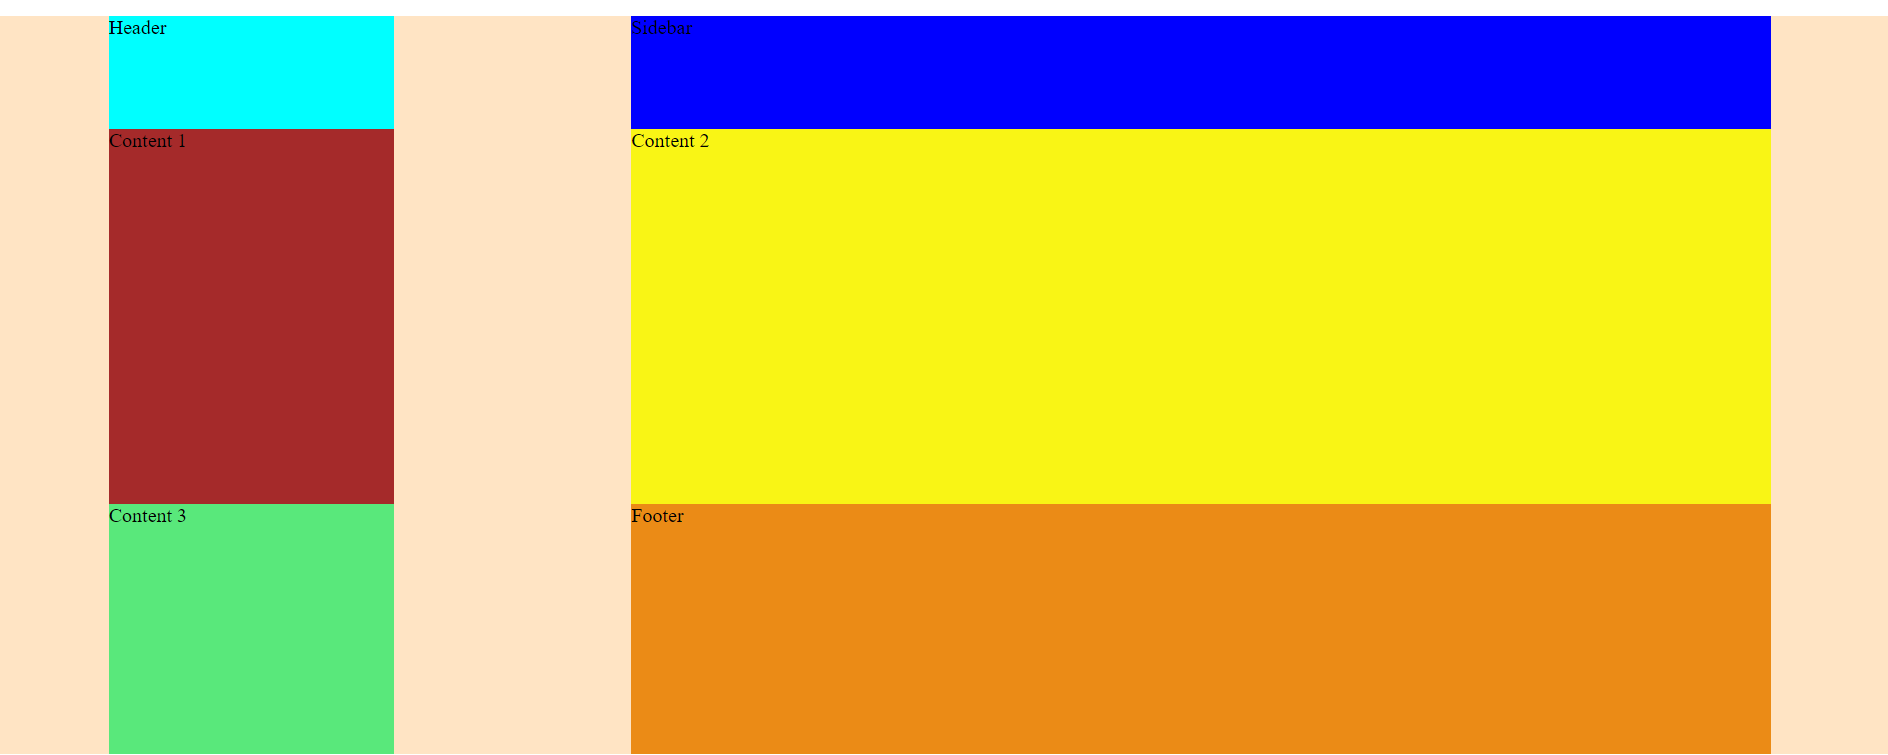 Header
Sidebar
Content 1
Content 2
Content 3
Footer